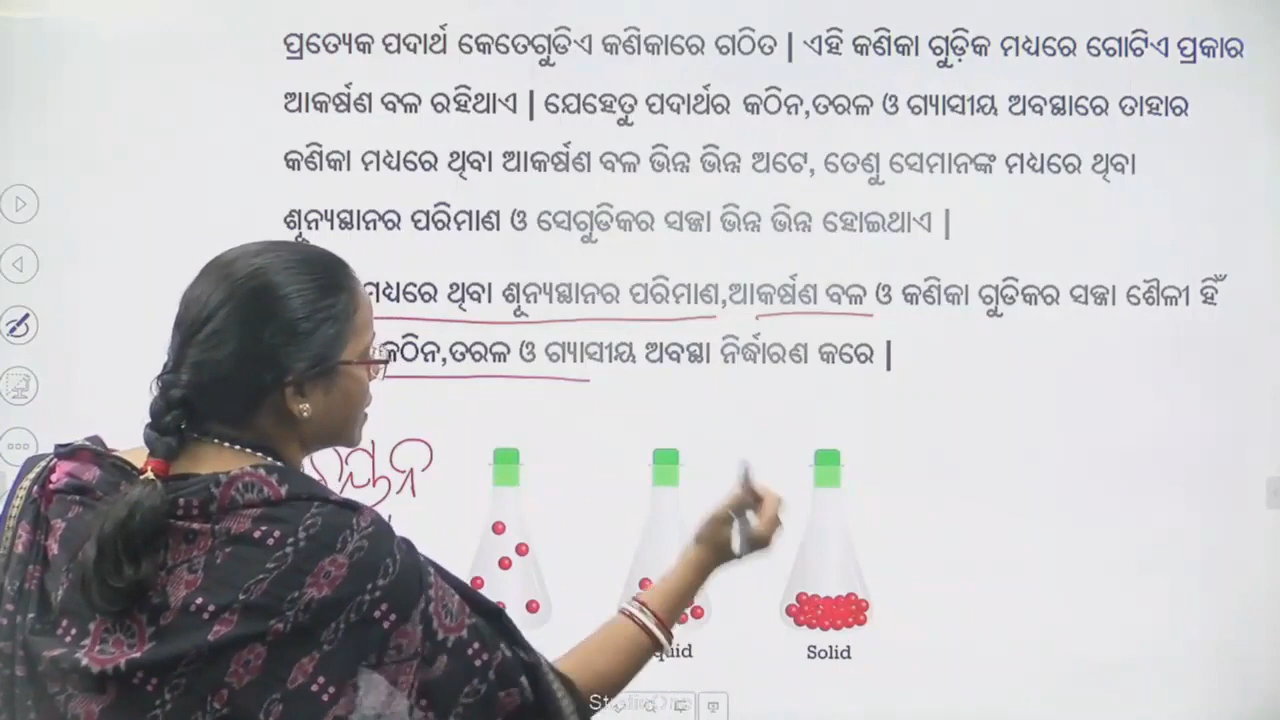 ପ୍ରତ୍ୟେକ ପଦାର୍ଥ କେତେଗୁଡିଏ କଣିକାରେ ଗଠିତ | ଏହି କଣିକା ଗୁଡ଼ିକ ମଧ୍ୟରେ ଗୋଟିଏ ପ୍ରକାର
ଆକର୍ଷଣ ବଳ ରହିଥାଏ | ଯେହେତୁ ପଦାର୍ଥର କଠିନ,ତରଳ ଓ ଗ୍ୟାସୀୟ ଅବସ୍ଥାରେ ତାହାର
କଣିକା ମଧ୍ୟରେ ଥିବା ଆକର୍ଷଣ ବଳ ଭିନ୍ନ ଭିନ୍ନ ଅଟେ, ତେଣୁ ସେମାନଙ୍କ ମଧ୍ୟରେ ଥିବା
ଶୂନ୍ୟସ୍ଥାନର ପରିମାଣ ଓ ସେଗୁଡିକର ସଜ୍ଜା ଭିନ୍ନ ଭିନ୍ନ ହୋଇଥାଏ |
ମଧ୍ୟରେ ଥିବା ଶୂନ୍ୟସ୍ଥାନର ପରିମାଣ,ଆକର୍ଷଣ ବଳ ଓ କଣିକା ଗୁଡିକର ସଜ୍ଜା ଶୈଳୀ ହିଁ
କଠିନ,ତରଳ ଓ ଗ୍ୟାସୀୟ ଅବସ୍ଥା ନିର୍ଦ୍ଧାରଣ କରେ |
quid Solid